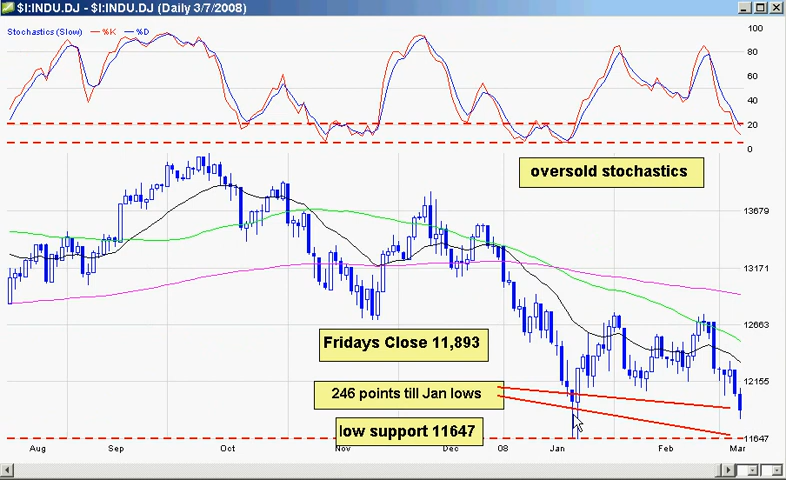 $I:INDU.DJ - $I:INDU.DJ (Daily 3/7/2008)
Stochastics (Slow) %K %D
100
80
60
40
20
0
oversold stochastics
13679
13171
12663
12155
11647
Fridays Close 11,893
246 points till Jan lows
low support 11647
Aug Sep Oct Nov Dec 08 Jan Feb Mar